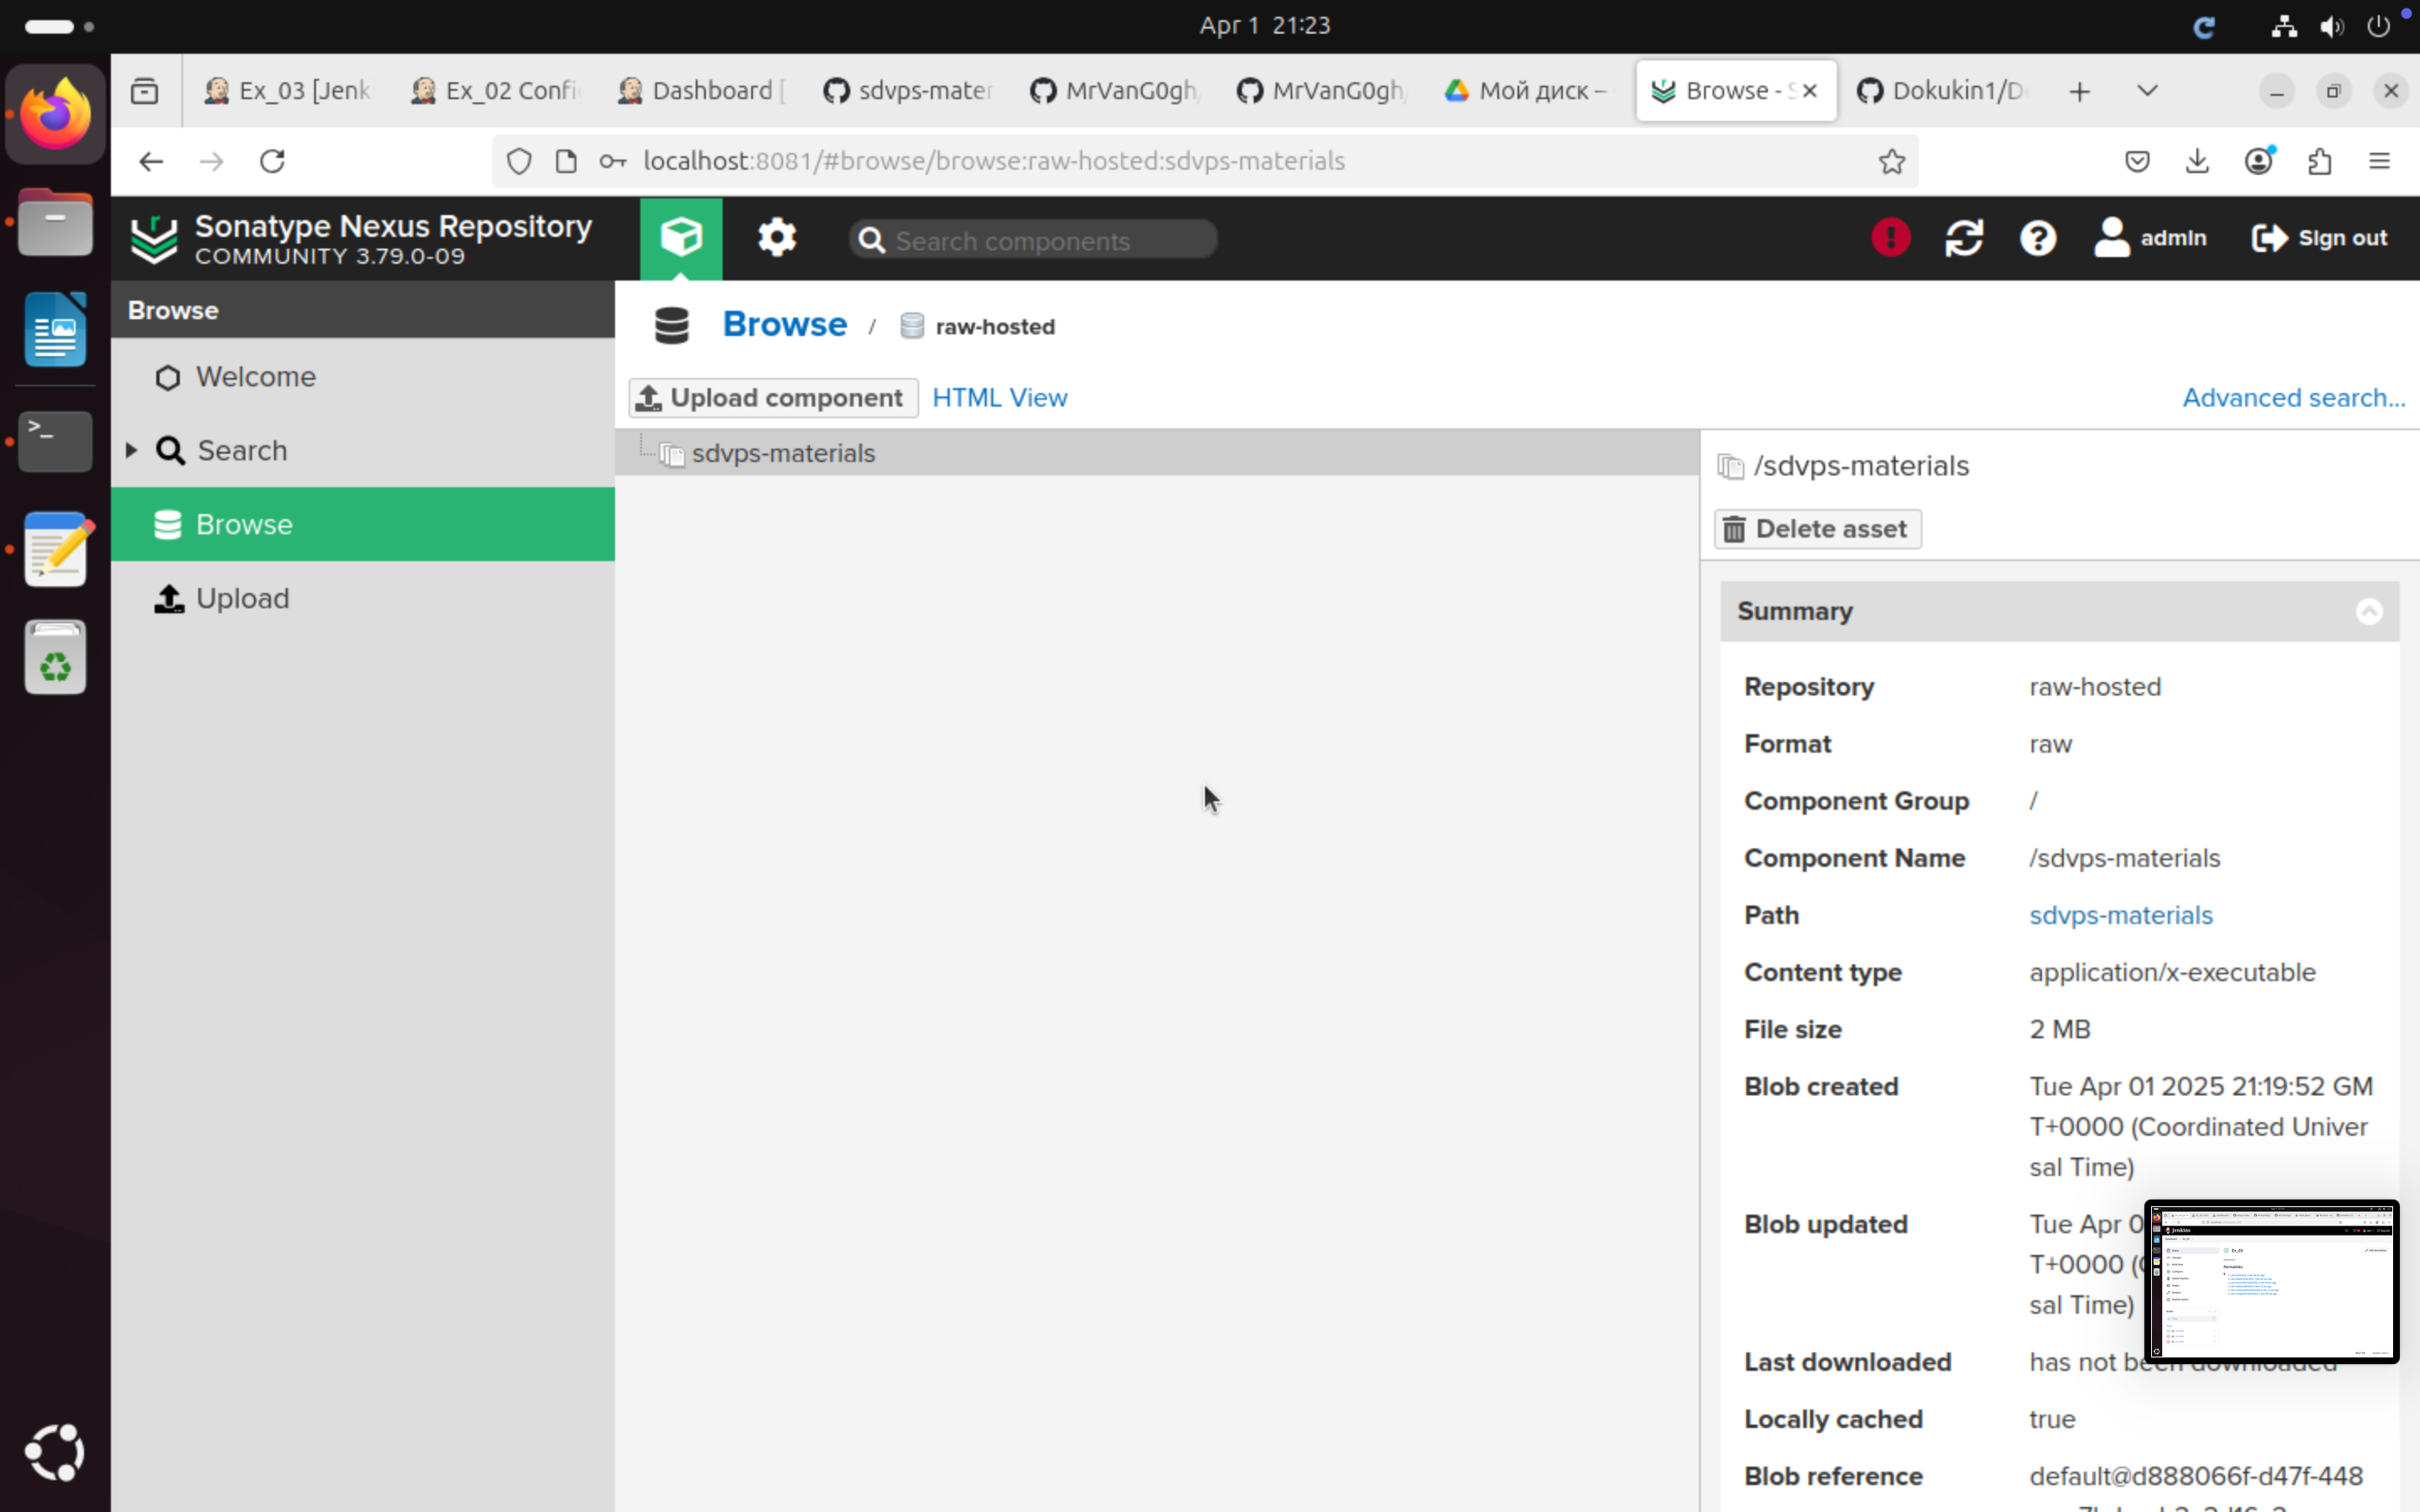 Apr 1 21:23
Ex_03 [Jenk
Ex_02 Confi
Dashboard [
sdvps-mater
MrVanG0gh/
MrVanG0gh/
Мой диск –
Browse - S
Dokukin1/D
localhost:8081/#browse/browse:raw-hosted:sdvps-materials
Sonatype Nexus Repository
COMMUNITY 3.79.0-09
Search components
admin
Sign out
Browse
Welcome
Search
Browse
Upload
Browse / raw-hosted
Upload component
HTML View
Advanced search...
sdvps-materials
/sdvps-materials
Delete asset
Summary
Repository raw-hosted
Format raw
Component Group /
Component Name /sdvps-materials
Path sdvps-materials
Content type application/x-executable
File size 2 MB
Blob created Tue Apr 01 2025 21:19:52 GM
T+0000 (Coordinated Univer
sal Time)
Blob updated Tue Apr 0
T+0000 (
sal Time)
Last downloaded has not been downloaded
Locally cached true
Blob reference default@d888066f-d47f-448